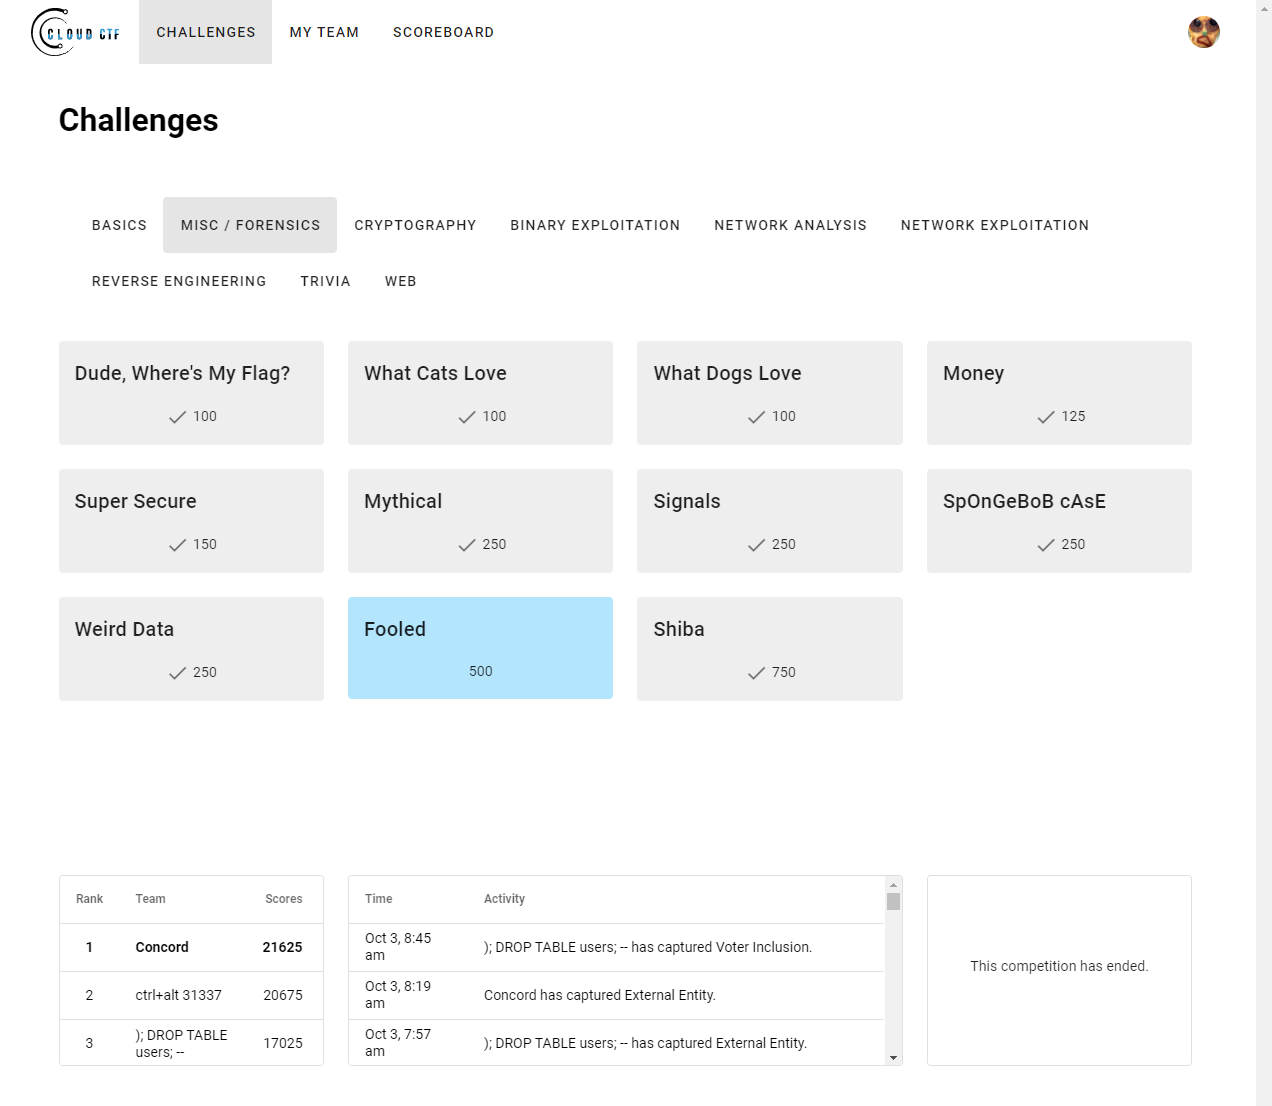 CLOUD CTF
CHALLENGES
MY TEAM
SCOREBOARD
Challenges
BASICS
MISC / FORENSICS
CRYPTOGRAPHY
BINARY EXPLOITATION
NETWORK ANALYSIS
NETWORK EXPLOITATION
REVERSE ENGINEERING
TRIVIA
WEB
Dude, Where's My Flag?
100
What Cats Love
100
What Dogs Love
100
Money
125
Super Secure
150
Mythical
250
Signals
250
SpOnGeBoB cAsE
250
Weird Data
250
Fooled
500
Shiba
750
Rank Team Scores
1 Concord 21625
2 ctrl+alt 31337 20675
3 ); DROP TABLE users; -- 17025
Time Activity
Oct 3, 8:45 am ); DROP TABLE users; -- has captured Voter Inclusion.
Oct 3, 8:19 am Concord has captured External Entity.
Oct 3, 7:57 am ); DROP TABLE users; -- has captured External Entity.
This competition has ended.